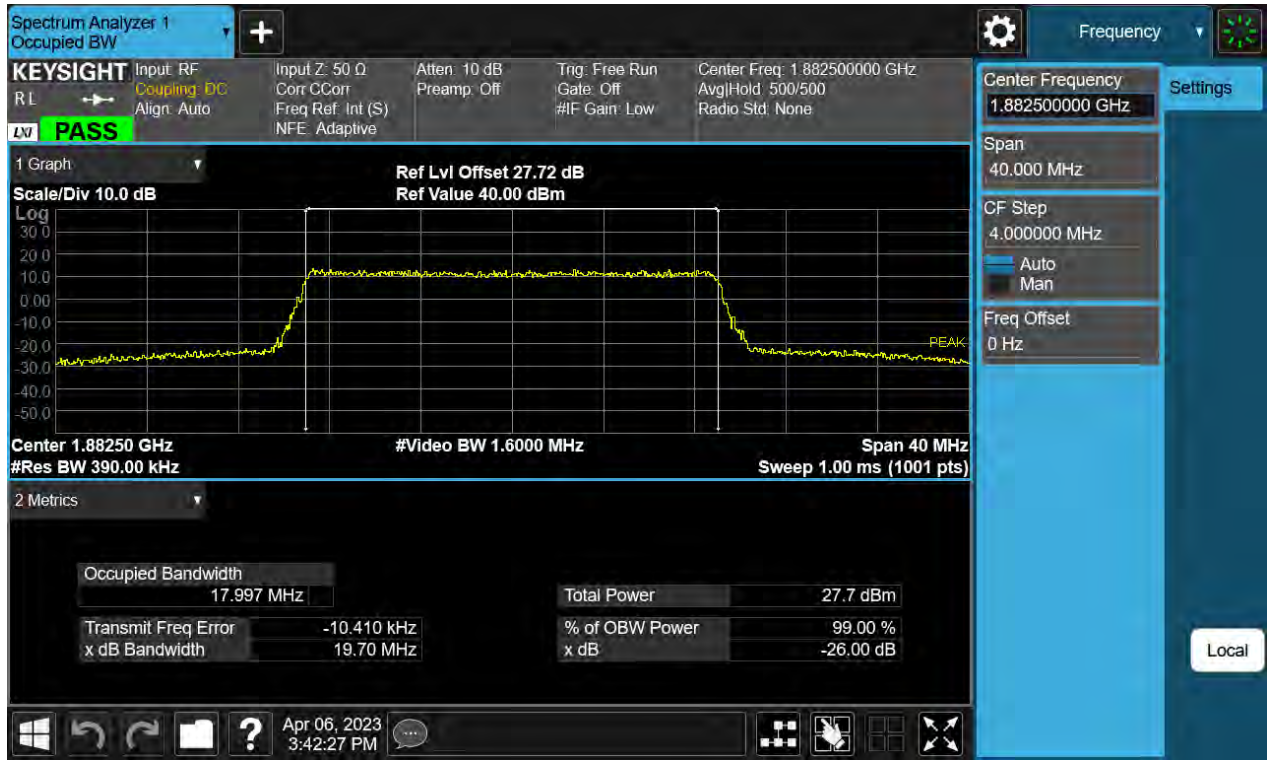 Spectrum Analyzer 1
Occupied BW
Frequency
KEYSIGHT
RL
LXI
PASS
Input: RF
Coupling: DC
Align: Auto
Input Z: 50 Ω
Corr CCorr
Freq Ref: Int (S)
NFE: Adaptive
Atten: 10 dB
Preamp: Off
Trig: Free Run
Gate: Off
#IF Gain: Low
Center Freq: 1.882500000 GHz
Avg|Hold: 500/500
Radio Std: None
Center Frequency
1.882500000 GHz
Settings
Span
40.000 MHz
CF Step
4.000000 MHz
Auto
Man
Freq Offset
0 Hz
1 Graph
Scale/Div 10.0 dB
Ref Lvl Offset 27.72 dB
Ref Value 40.00 dBm
Log
30.0
20.0
10.0
0.00
-10.0
-20.0
-30.0
-40.0
-50.0
PEAK
Center 1.88250 GHz
#Video BW 1.6000 MHz
Span 40 MHz
#Res BW 390.00 kHz
Sweep 1.00 ms (1001 pts)
2 Metrics
Occupied Bandwidth
17.997 MHz
Total Power 27.7 dBm
Transmit Freq Error -10.410 kHz
% of OBW Power 99.00 %
x dB Bandwidth 19.70 MHz
x dB -26.00 dB
Local
?
Apr 06, 2023
3:42:27 PM